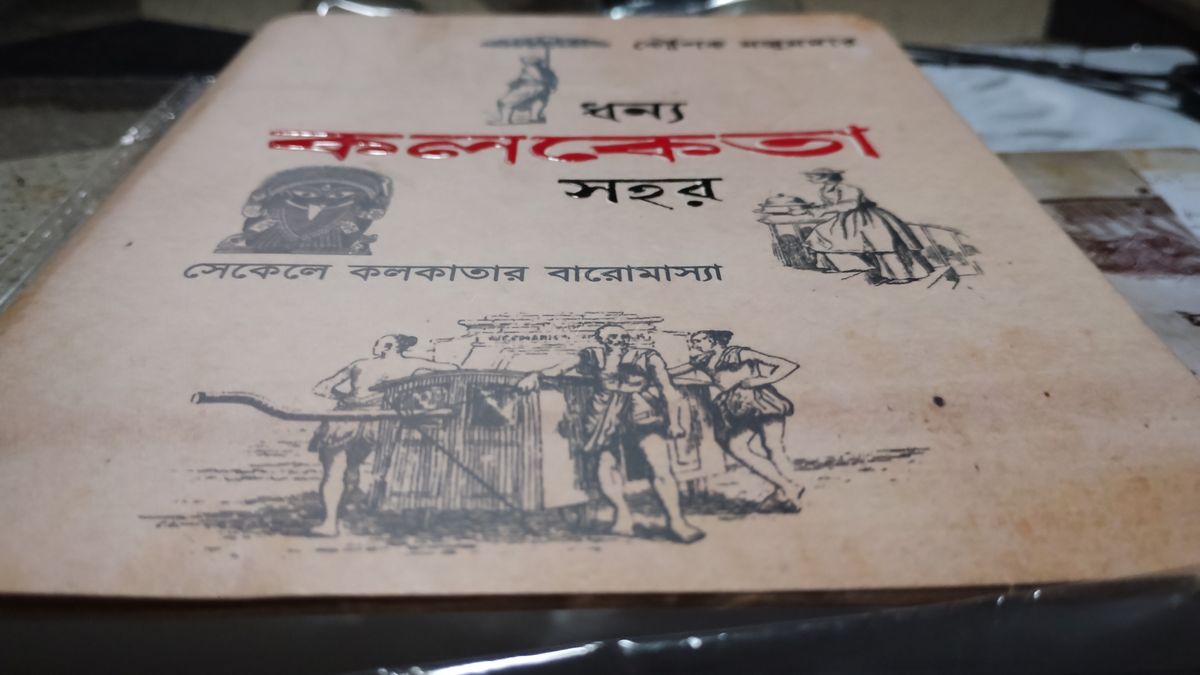 ধন্য
কলকেতা
সহর
সেকেলে কলকাতার বারোমাস্যা